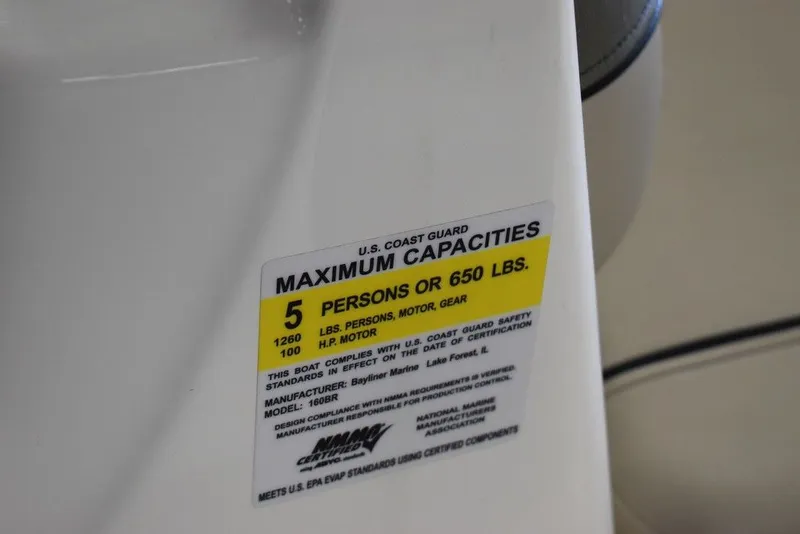 U.S. COAST GUARD
MAXIMUM CAPACITIES
5 PERSONS OR 650 LBS.
1260 LBS. PERSONS, MOTOR, GEAR
100 H.P. MOTOR
THIS BOAT COMPLIES WITH U.S. COAST GUARD SAFETY
STANDARDS IN EFFECT ON THE DATE OF CERTIFICATION
MANUFACTURER: Bayliner Marine Lake Forest, IL
MODEL: 160BR
DESIGN COMPLIANCE WITH NMMA REQUIREMENTS IS VERIFIED.
MANUFACTURER RESPONSIBLE FOR PRODUCTION CONTROL.
NMMA
CERTIFIED
using ABYC standards
NATIONAL MARINE
MANUFACTURERS
ASSOCIATION
MEETS U.S. EPA EVAP STANDARDS USING CERTIFIED COMPONENTS